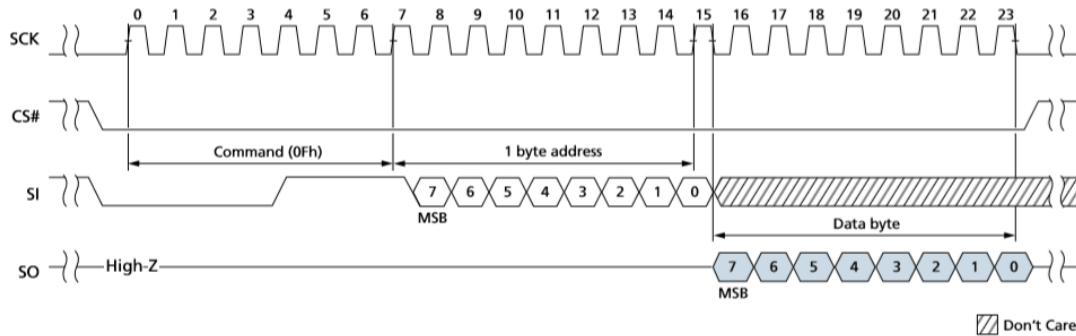 0 1 2 3 4 5 6 7 8 9 10 11 12 13 14 15 16 17 18 19 20 21 22 23
SCK
CS#
Command (0Fh) 1 byte address
SI 7 6 5 4 3 2 1 0
MSB
Data byte
SO High-Z 7 6 5 4 3 2 1 0
MSB
Don't Care